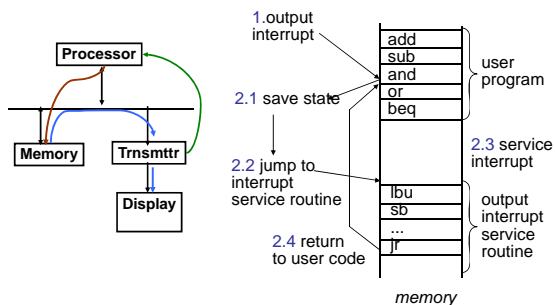 Processor
Memory
Trnsmttr
Display
1.output
interrupt
2.1 save state
2.2 jump to
interrupt
service routine
2.4 return
to user code
add
sub
and
or
beq
user
program
2.3 service
interrupt
lbu
sb
...
jr
output
interrupt
service
routine
memory